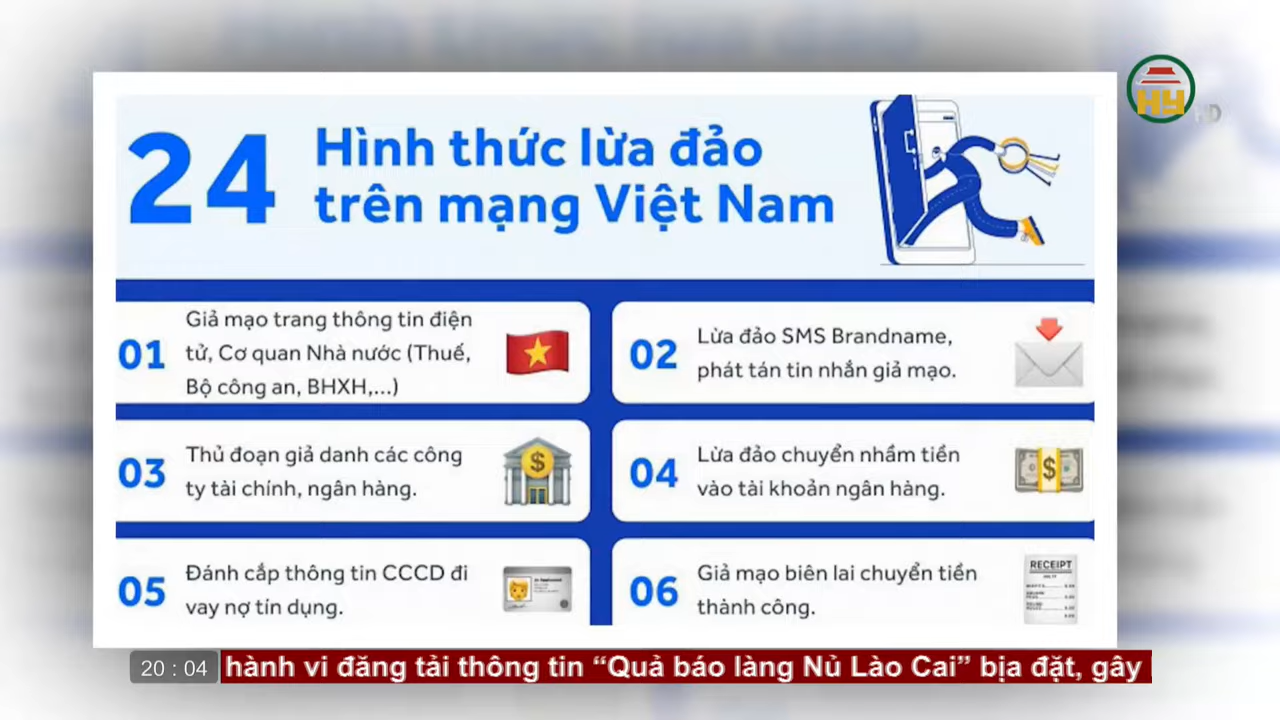 HY HD
24
Hình thức lừa đảo
trên mạng Việt Nam
01
Giả mạo trang thông tin điện
tử, Cơ quan Nhà nước (Thuế,
Bộ công an, BHXH,...)
02
Lừa đảo SMS Brandname,
phát tán tin nhắn giả mạo.
03
Thủ đoạn giả danh các công
ty tài chính, ngân hàng.
04
Lừa đảo chuyển nhầm tiền
vào tài khoản ngân hàng.
05
Đánh cắp thông tin CCCD đi
vay nợ tín dụng.
06
Giả mạo biên lai chuyển tiền
thành công.
RECEIPT
20 : 04
hành vi đăng tải thông tin “Quả báo làng Nủ Lào Cai” bịa đặt, gây